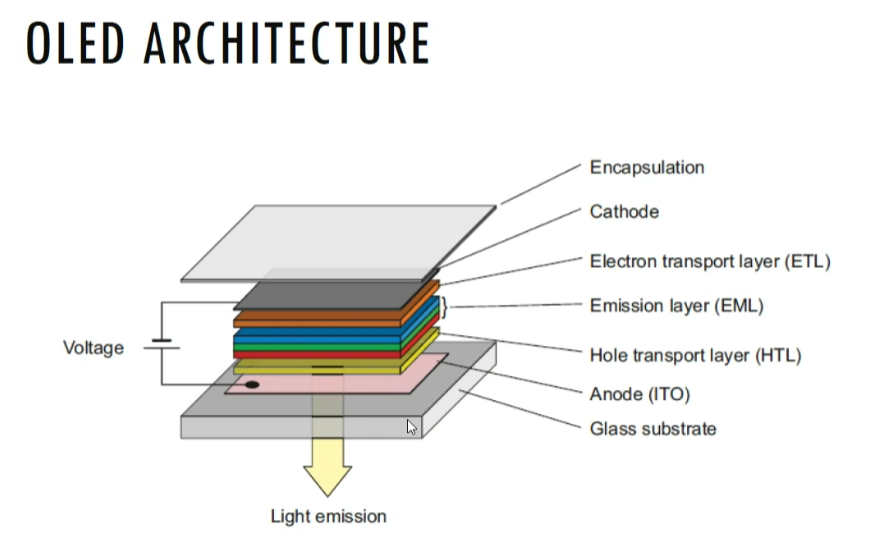 OLED ARCHITECTURE
Encapsulation
Cathode
Electron transport layer (ETL)
Emission layer (EML)
Voltage
Hole transport layer (HTL)
Anode (ITO)
Glass substrate
Light emission